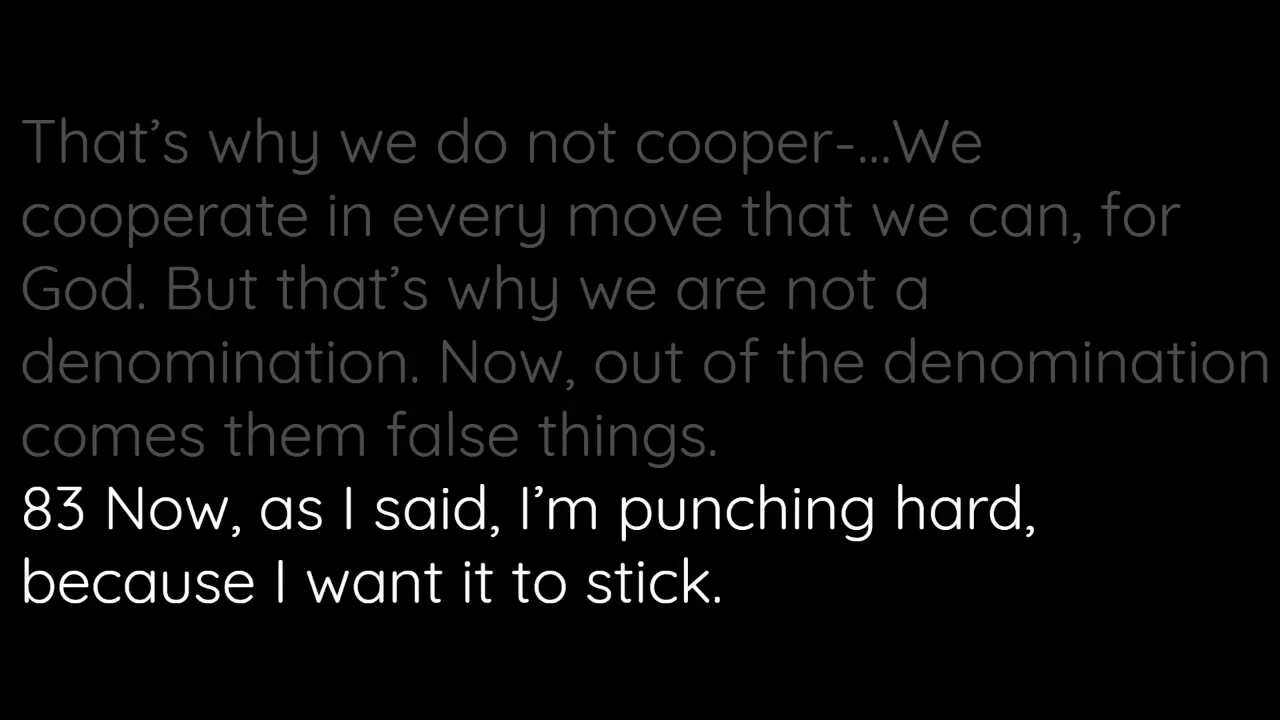 That’s why we do not cooper-...We
cooperate in every move that we can, for
God. But that’s why we are not a
denomination. Now, out of the denomination
comes them false things.
83 Now, as I said, I’m punching hard,
because I want it to stick.